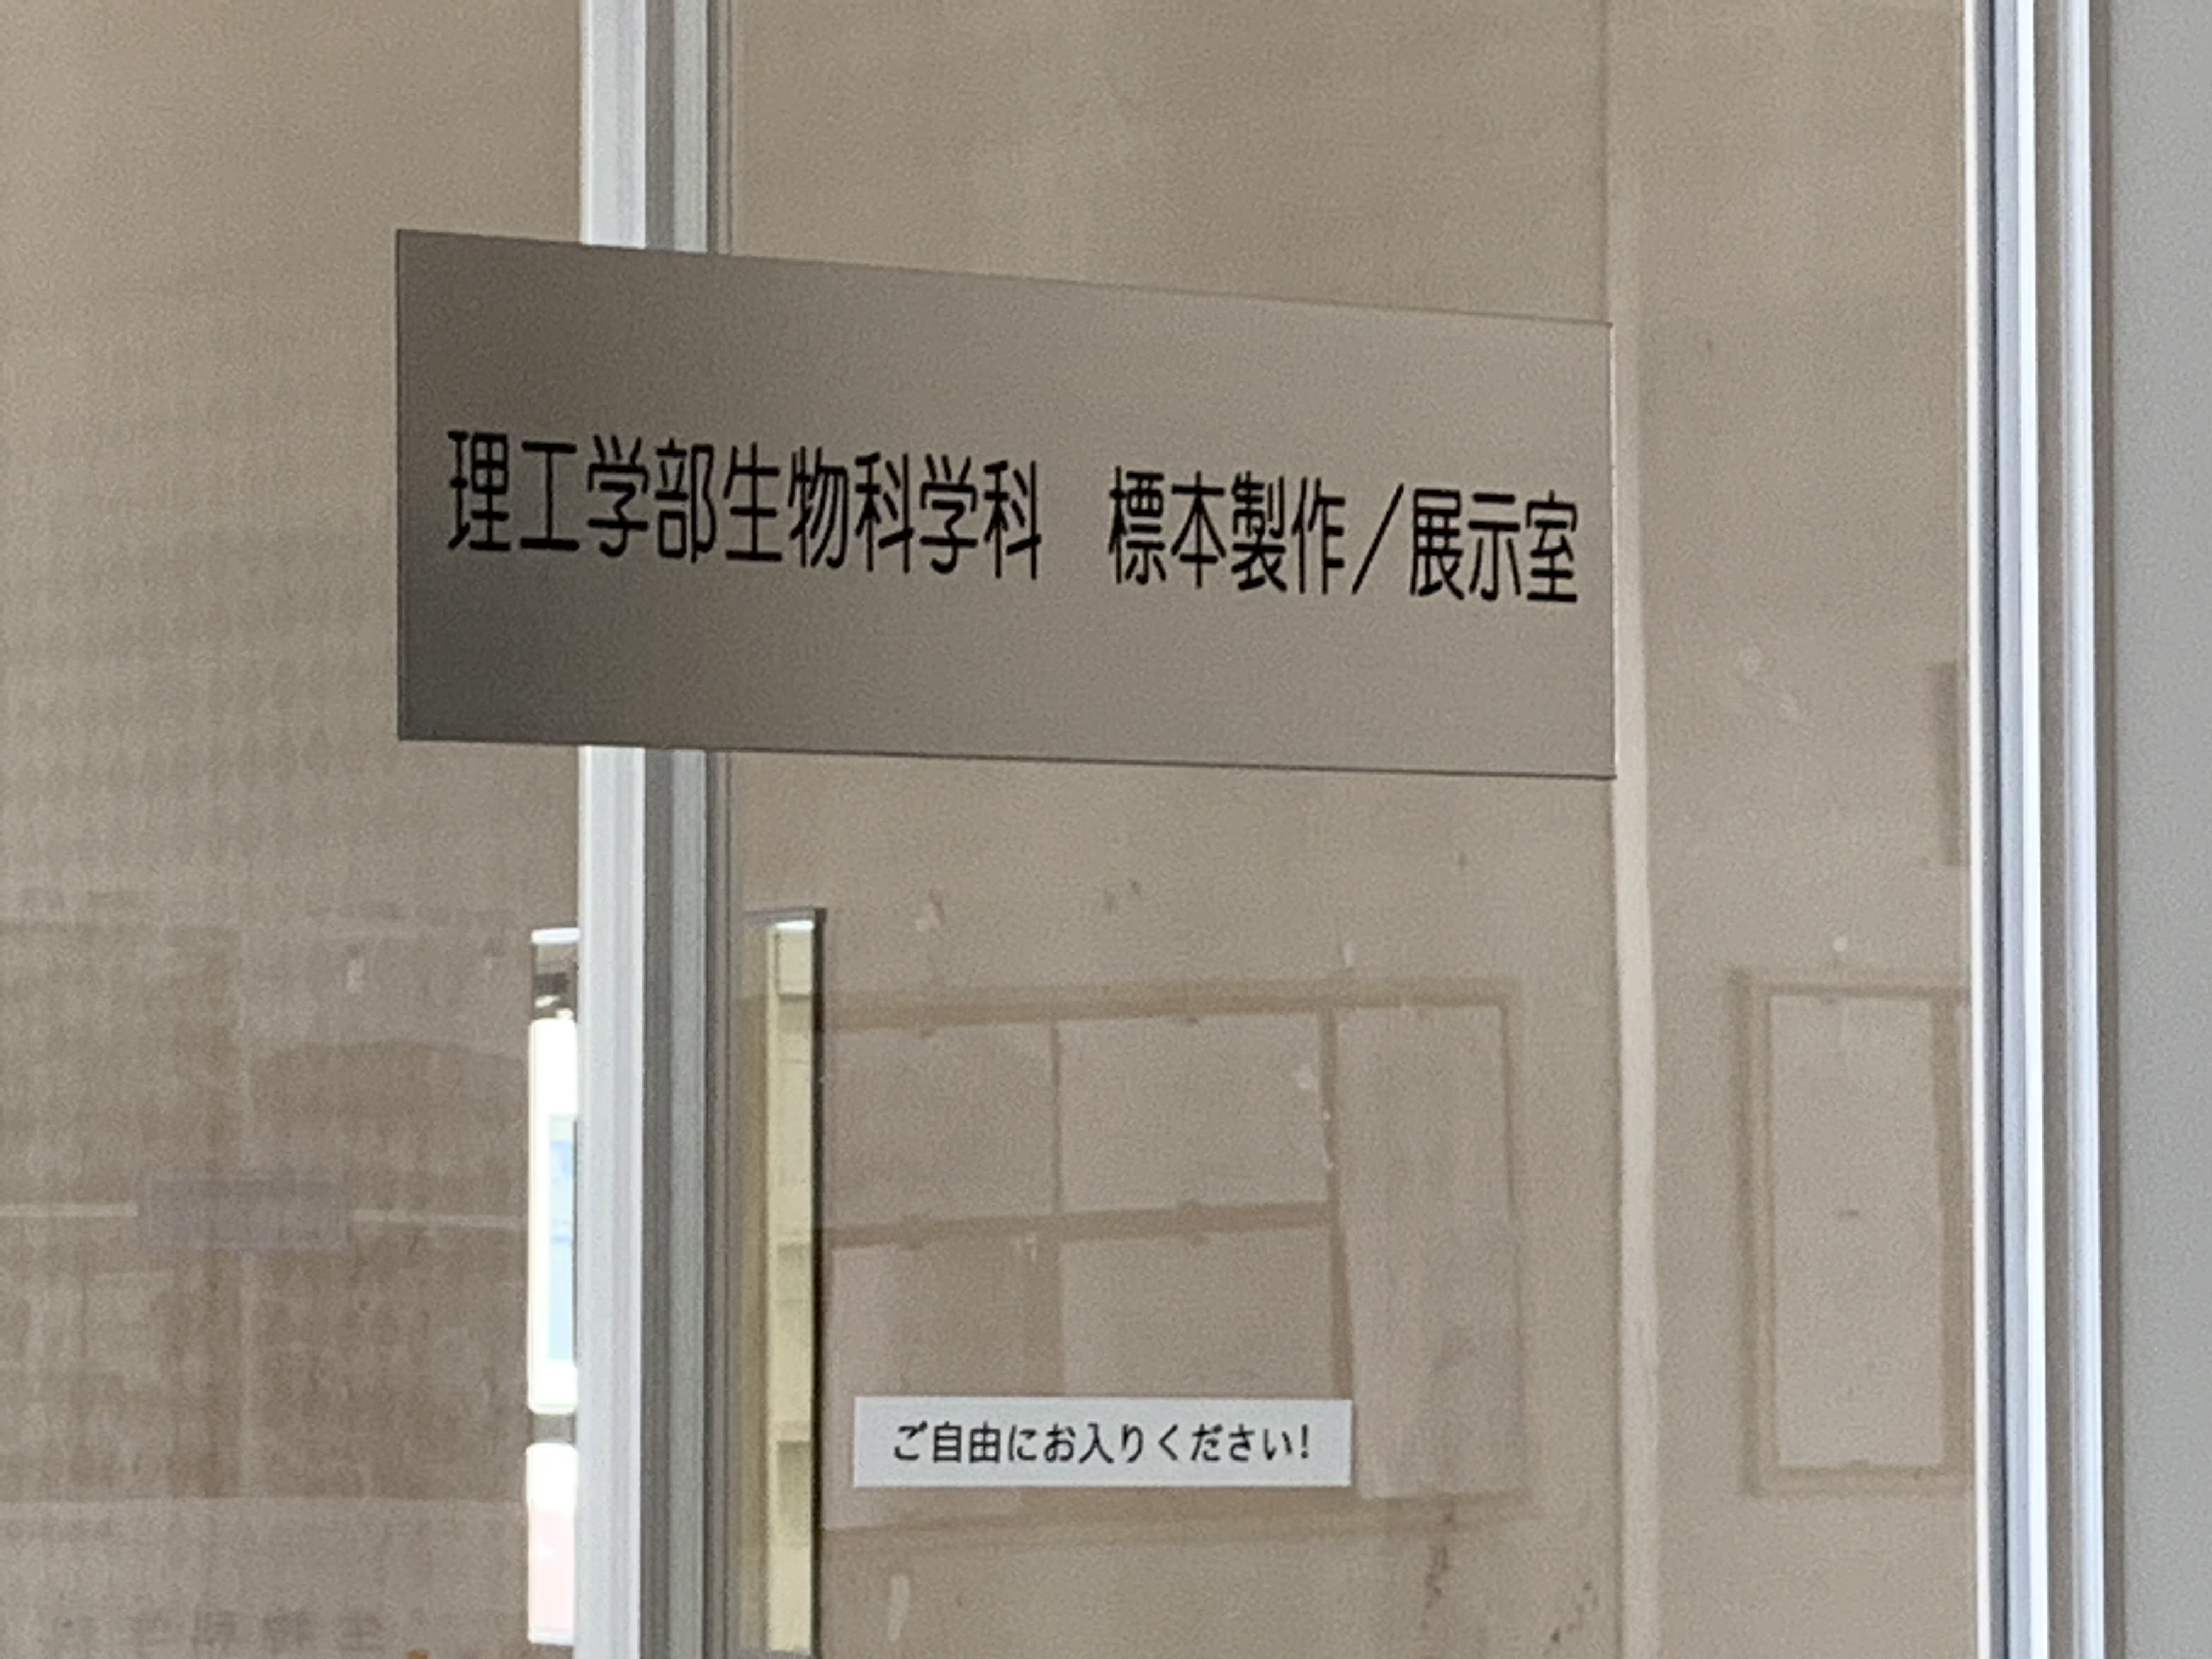 理工学部生物科学科　標本製作／展示室
ご自由にお入りください!